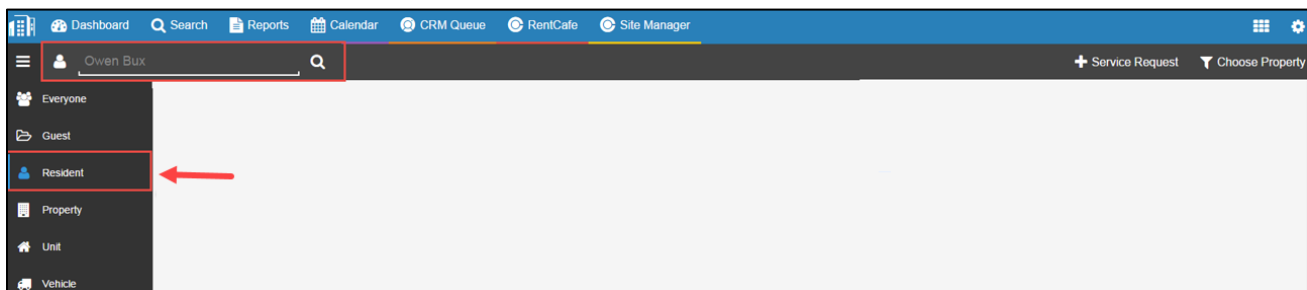 Dashboard Search Reports Calendar CRM Queue RentCafe Site Manager
Owen Bux Service Request Choose Property
Everyone
Guest
Resident
Property
Unit
Vehicle